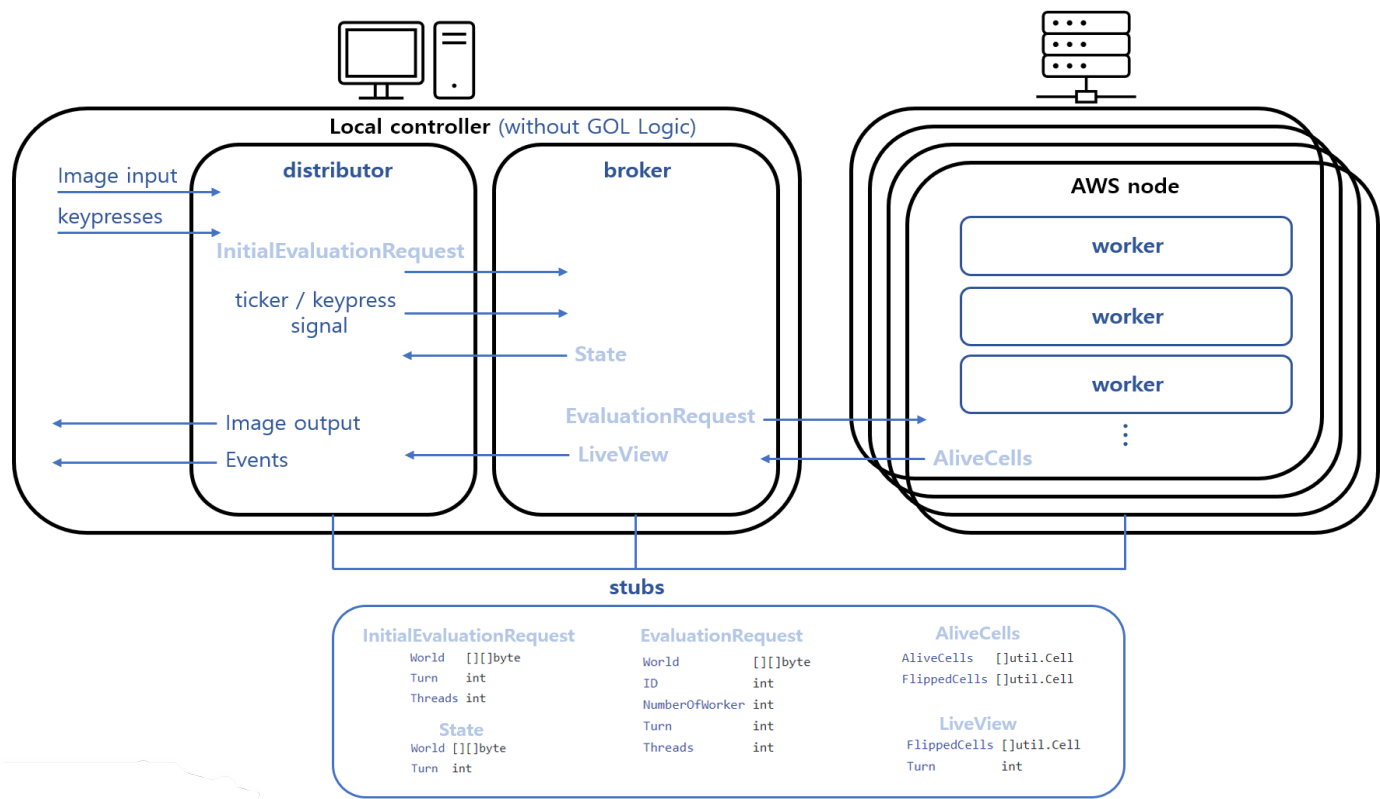 Local controller (without GOL Logic)
distributor
broker
Image input
keypresses
InitialEvaluationRequest
ticker / keypress
signal
State
EvaluationRequest
Image output
Events
LiveView
AWS node
worker
worker
worker
AliveCells
stubs
InitialEvaluationRequest
World [][]byte
Turn int
Threads int
State
World [][]byte
Turn int
EvaluationRequest
World [][]byte
ID int
NumberOfWorker int
Turn int
Threads int
AliveCells
AliveCells []util.Cell
FlippedCells []util.Cell
LiveView
FlippedCells []util.Cell
Turn int